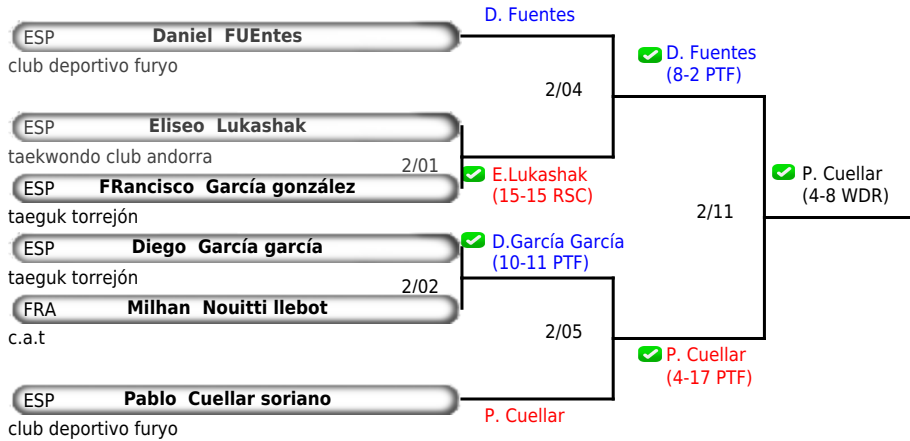 D. Fuentes
ESP Daniel FUEntes
club deportivo furyo
D. Fuentes
(8-2 PTF)
2/04
ESP Eliseo Lukashak
taekwondo club andorra
2/01
E.Lukashak
(15-15 RSC)
ESP FRancisco García gonzález
taeguk torrejón
P. Cuellar
(4-8 WDR)
2/11
ESP Diego García garcía
taeguk torrejón
D.García García
(10-11 PTF)
2/02
FRA Milhan Nouitti llebot
c.a.t
2/05
P. Cuellar
(4-17 PTF)
ESP Pablo Cuellar soriano
club deportivo furyo
P. Cuellar